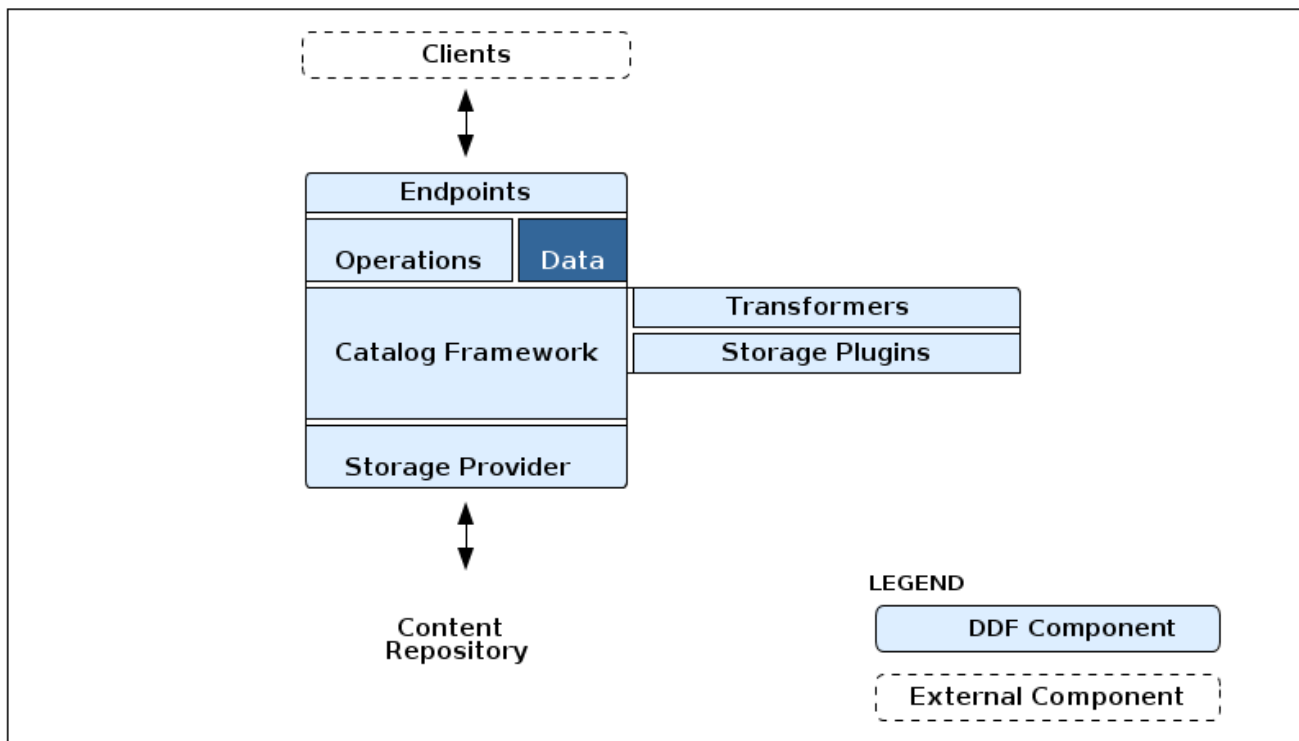 Clients
Endpoints
Operations
Data
Transformers
Catalog Framework
Storage Plugins
Storage Provider
Content
Repository
LEGEND
DDF Component
External Component